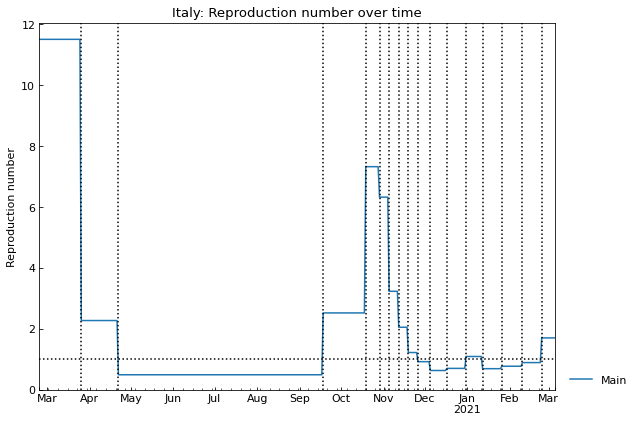 Italy: Reproduction number over time
Reproduction number
12
10
8
6
4
2
0
Mar Apr May Jun Jul Aug Sep Oct Nov Dec Jan Feb Mar
2021
Main